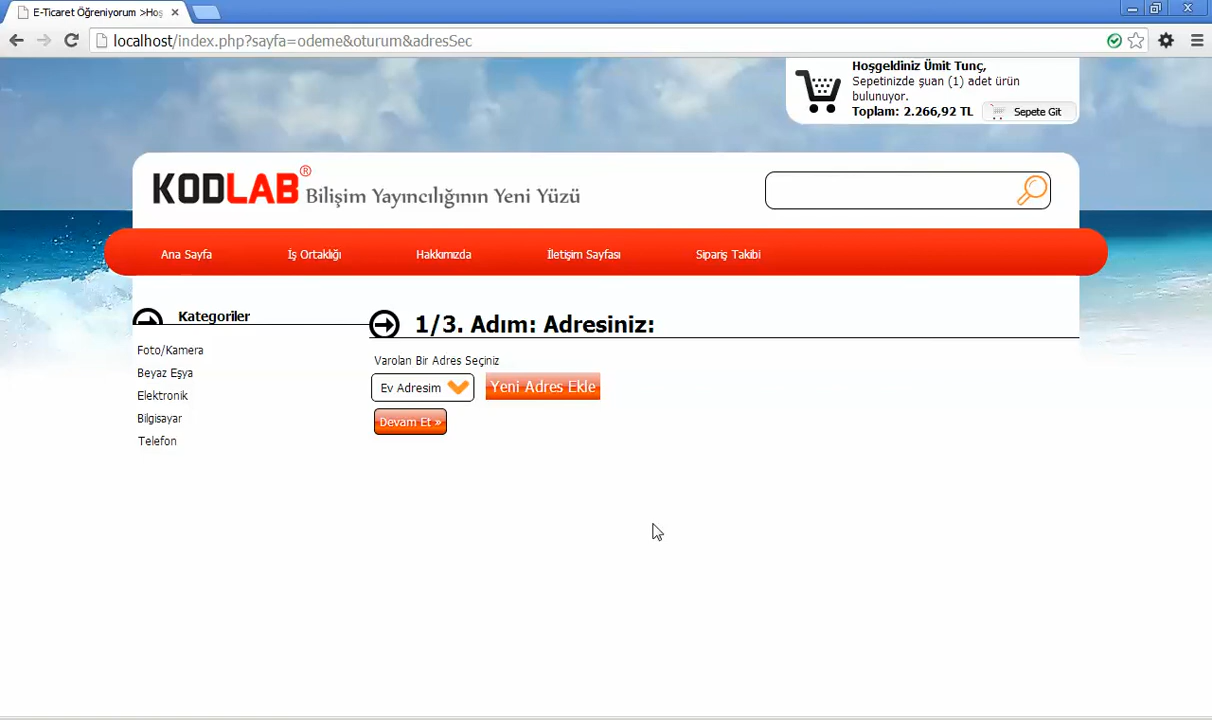 E-Ticaret Öğreniyorum >Hoş
localhost/index.php?sayfa=odeme&oturum&adresSec
Hoşgeldiniz Ümit Tunç,
Sepetinizde şuan (1) adet ürün
bulunuyor.
Toplam: 2.266,92 TL
Sepete Git
KODLAB® Bilişim Yayıncılığının Yeni Yüzü
Ana Sayfa
İş Ortaklığı
Hakkımızda
İletişim Sayfası
Sipariş Takibi
Kategoriler
Foto/Kamera
Beyaz Eşya
Elektronik
Bilgisayar
Telefon
1/3. Adım: Adresiniz:
Varolan Bir Adres Seçiniz
Ev Adresim
Yeni Adres Ekle
Devam Et »